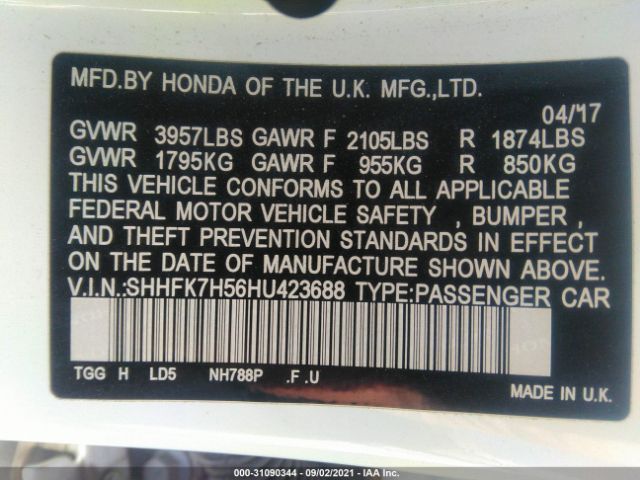 MFD.BY HONDA OF THE U.K. MFG.,LTD.
04/17
GVWR 3957LBS GAWR F 2105LBS R 1874LBS
GVWR 1795KG GAWR F 955KG R 850KG
THIS VEHICLE CONFORMS TO ALL APPLICABLE
FEDERAL MOTOR VEHICLE SAFETY , BUMPER ,
AND THEFT PREVENTION STANDARDS IN EFFECT
ON THE DATE OF MANUFACTURE SHOWN ABOVE.
V.I.N.:SHHFK7H56HU423688 TYPE:PASSENGER CAR
TGG H LD5 NH788P .F .U
MADE IN U.K.
000-31090344 - 09/02/2021 - IAA Inc.